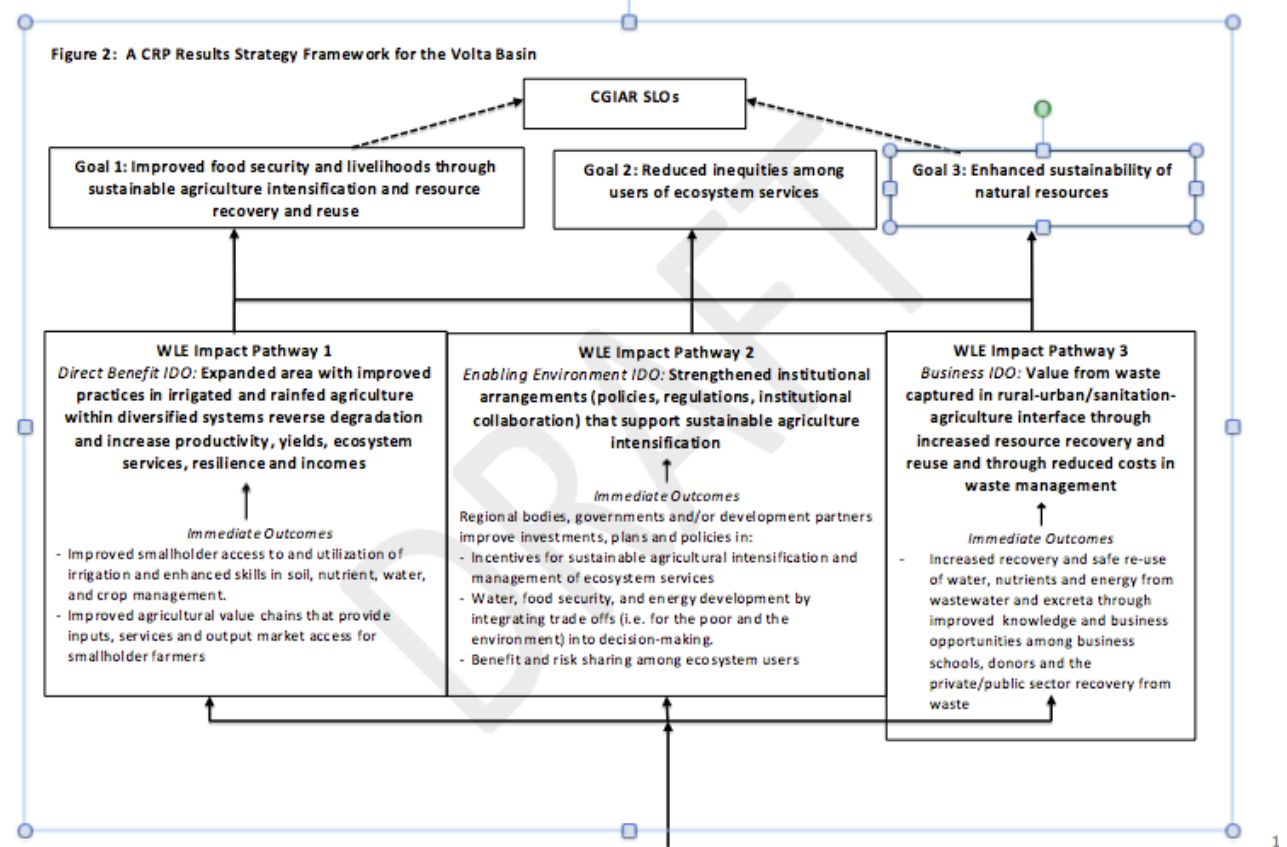 Figure 2: A CRP Results Strategy Framework for the Volta Basin
CGIAR SLOs
Goal 1: Improved food security and livelihoods through
sustainable agriculture intensification and resource
recovery and reuse
Goal 2: Reduced inequities among
users of ecosystem services
Goal 3: Enhanced sustainability of
natural resources
WLE Impact Pathway 1
Direct Benefit IDO: Expanded area with improved
practices in irrigated and rainfed agriculture
within diversified systems reverse degradation
and increase productivity, yields, ecosystem
services, resilience and incomes
Immediate Outcomes
- Improved smallholder access to and utilization of
irrigation and enhanced skills in soil, nutrient, water,
and crop management.
- Improved agricultural value chains that provide
inputs, services and output market access for
smallholder farmers
WLE Impact Pathway 2
Enabling Environment IDO: Strengthened institutional
arrangements (policies, regulations, institutional
collaboration) that support sustainable agriculture
intensification
Immediate Outcomes
Regional bodies, governments and/or development partners
improve investments, plans and policies in:
- Incentives for sustainable agricultural intensification and
management of ecosystem services
- Water, food security, and energy development by
integrating trade offs (i.e. for the poor and the
environment) into decision-making.
- Benefit and risk sharing among ecosystem users
WLE Impact Pathway 3
Business IDO: Value from waste
captured in rural-urban/sanitation-
agriculture interface through
increased resource recovery and
reuse and through reduced costs in
waste management
Immediate Outcomes
- Increased recovery and safe re-use
of water, nutrients and energy from
wastewater and excreta through
improved knowledge and business
opportunities among business
schools, donors and the
private/public sector recovery from
waste
DRAFT
1